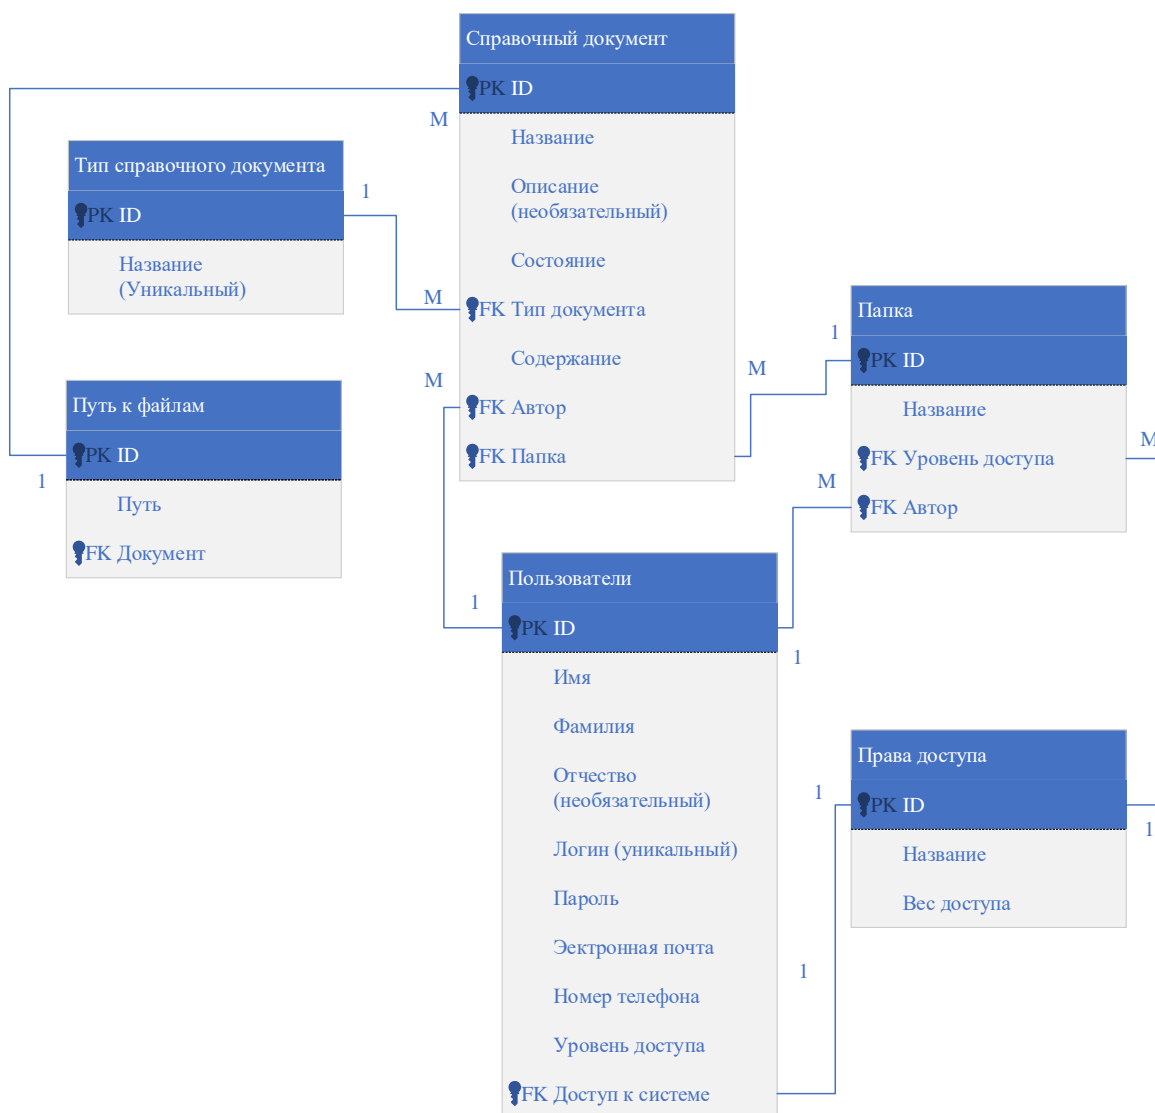 Справочный документ
PK ID
Название
Описание
(необязательный)
Состояние
FK Тип документа
Содержание
FK Автор
FK Папка
M
M
M
M
Тип справочного документа
PK ID
Название
(Уникальный)
1
Путь к файлам
PK ID
Путь
FK Документ
1
Папка
PK ID
Название
FK Уровень доступа
FK Автор
1
M
M
Пользователи
PK ID
Имя
Фамилия
Отчество
(необязательный)
Логин (уникальный)
Пароль
Эектронная почта
Номер телефона
Уровень доступа
FK Доступ к системе
1
1
1
Права доступа
PK ID
Название
Вес доступа
1
1